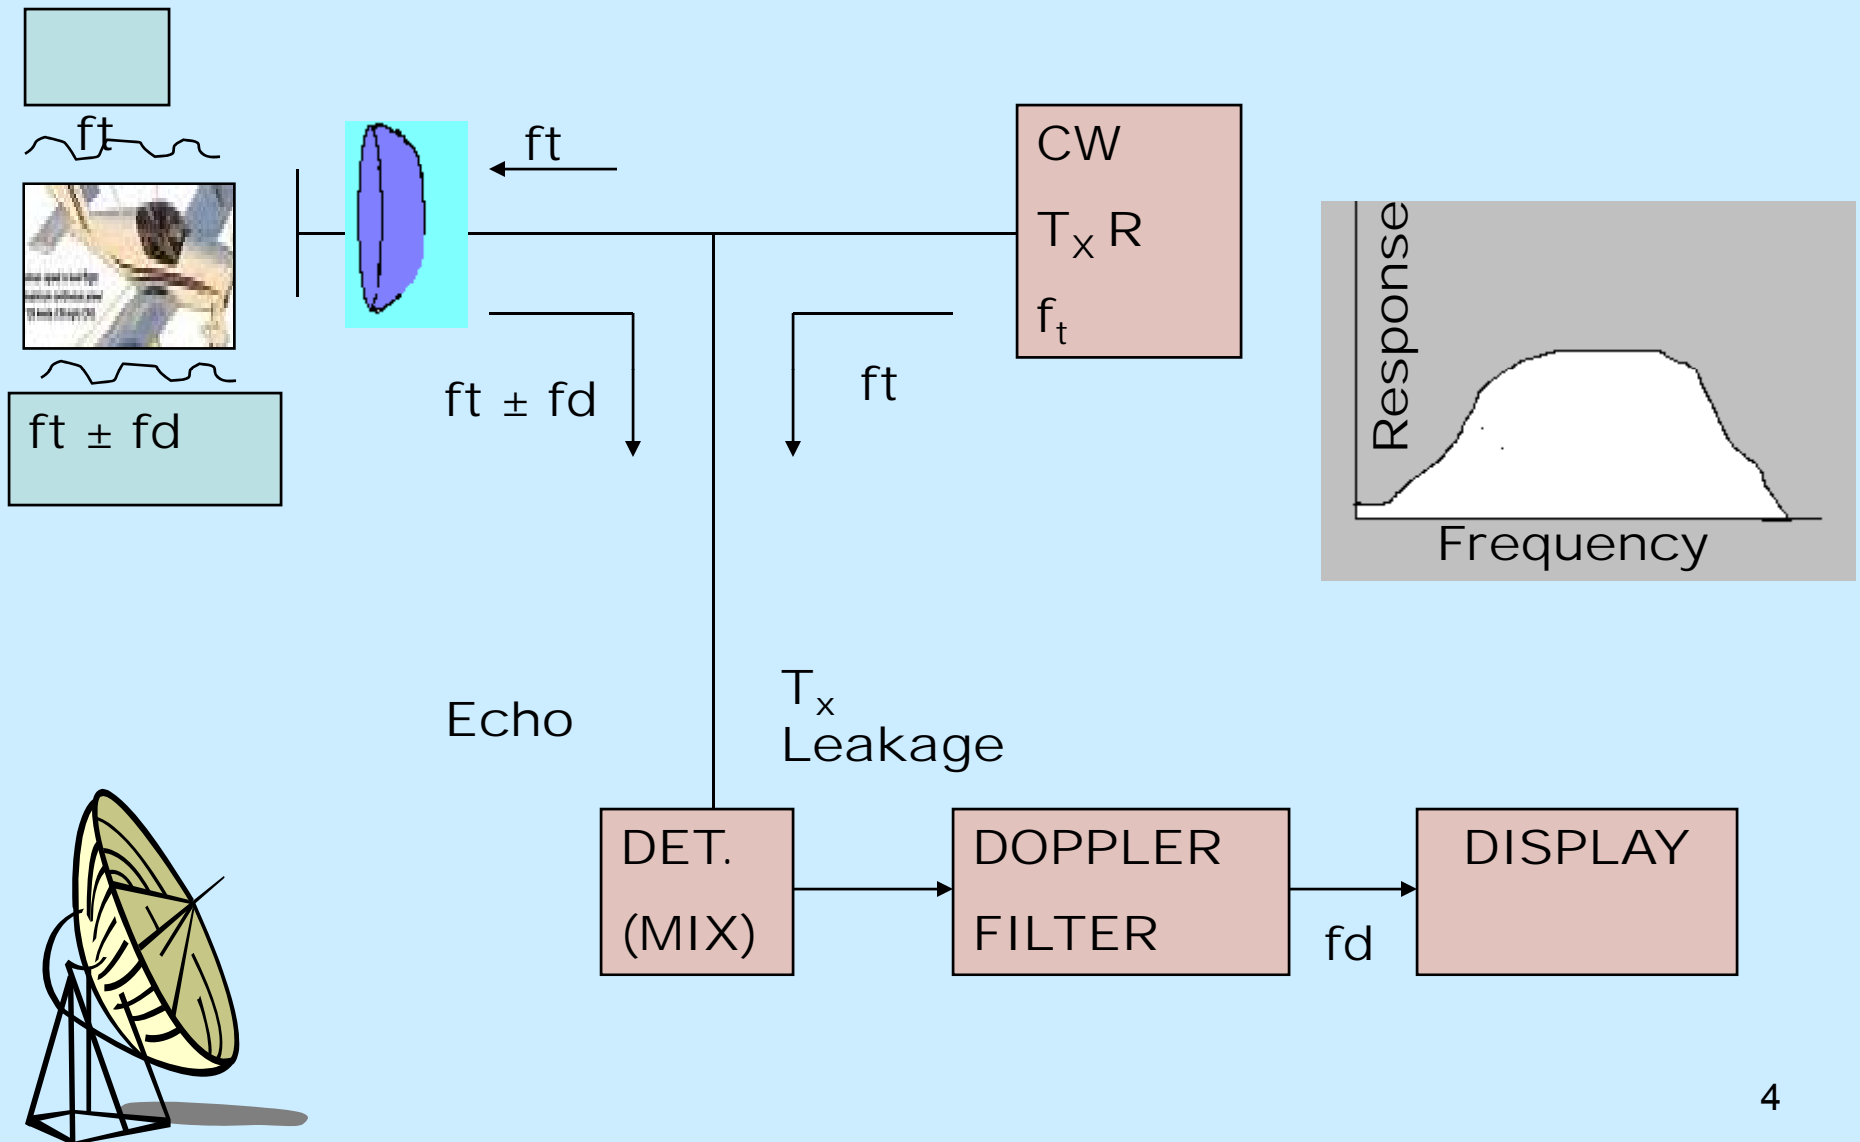 ft
ft
CW
Tx R
ft
ft ± fd
ft ± fd
ft
Response
Frequency
Echo
Tx
Leakage
DET.
(MIX)
DOPPLER
FILTER
fd
DISPLAY
4